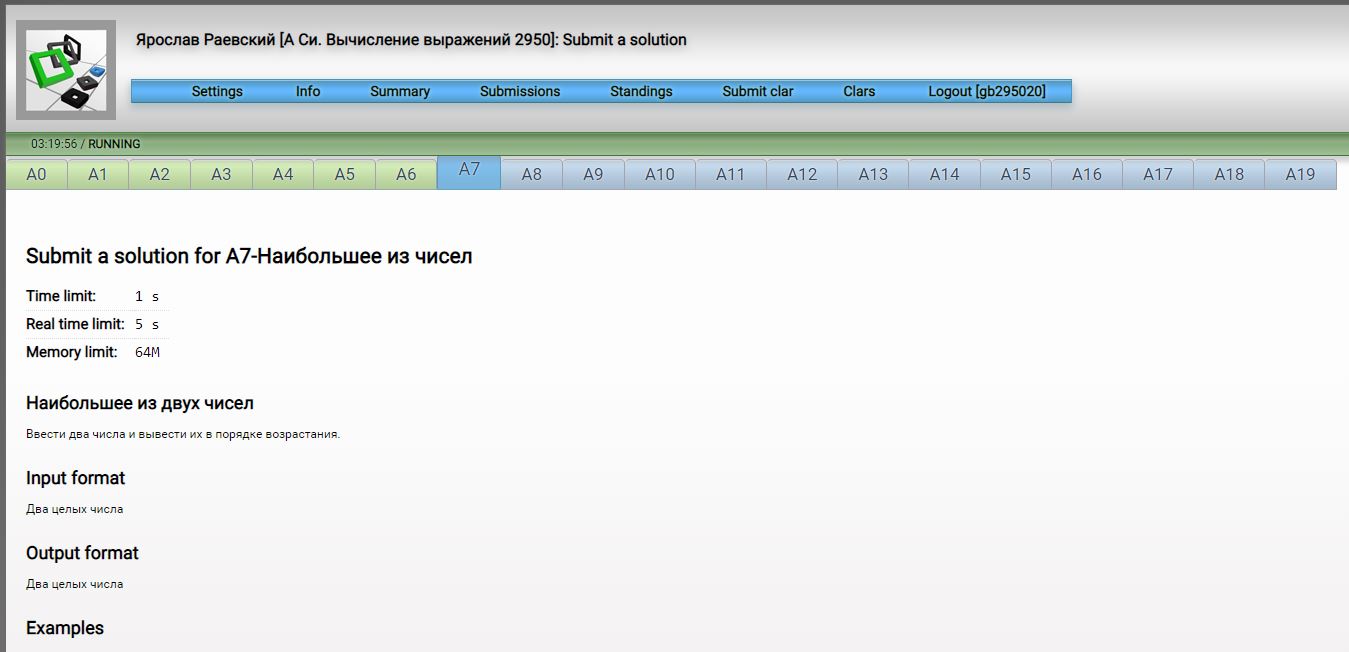 Ярослав Раевский [А Си. Вычисление выражений 2950]: Submit a solution
Settings Info Summary Submissions Standings Submit clar Clars Logout [gb295020]
03:19:56 / RUNNING
A0 A1 A2 A3 A4 A5 A6 A7 A8 A9 A10 A11 A12 A13 A14 A15 A16 A17 A18 A19
Submit a solution for A7-Наибольшее из чисел
Time limit: 1 s
Real time limit: 5 s
Memory limit: 64M
Наибольшее из двух чисел
Ввести два числа и вывести их в порядке возрастания.
Input format
Два целых числа
Output format
Два целых числа
Examples